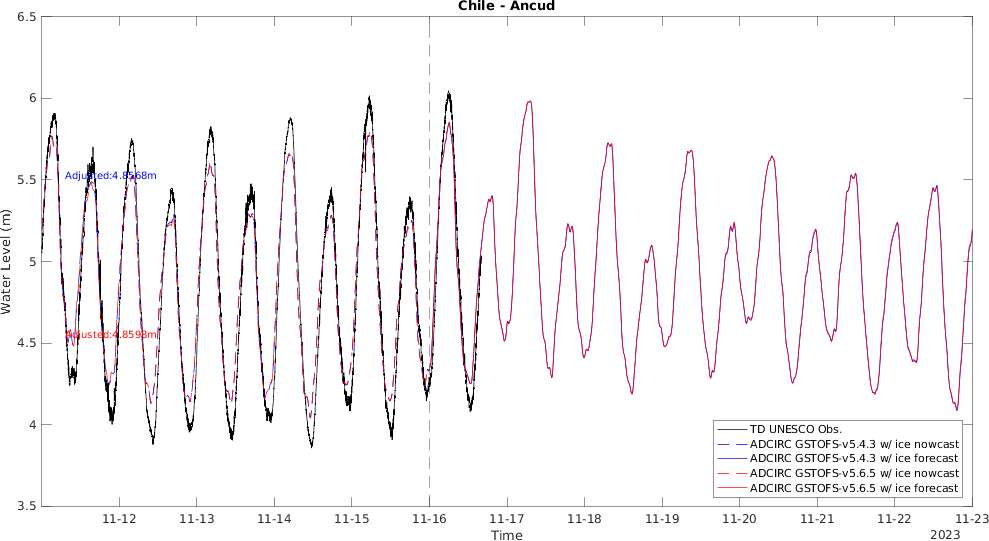 Chile - Ancud
6.5
6
5.5
5
4.5
4
3.5
Water Level (m)
Adjusted:4.8568m
Adjusted:4.8598m
TD UNESCO Obs.
ADCIRC GSTOFS-v5.4.3 w/ ice nowcast
ADCIRC GSTOFS-v5.4.3 w/ ice forecast
ADCIRC GSTOFS-v5.6.5 w/ ice nowcast
ADCIRC GSTOFS-v5.6.5 w/ ice forecast
11-12 11-13 11-14 11-15 11-16 11-17 11-18 11-19 11-20 11-21 11-22 11-23
Time
2023